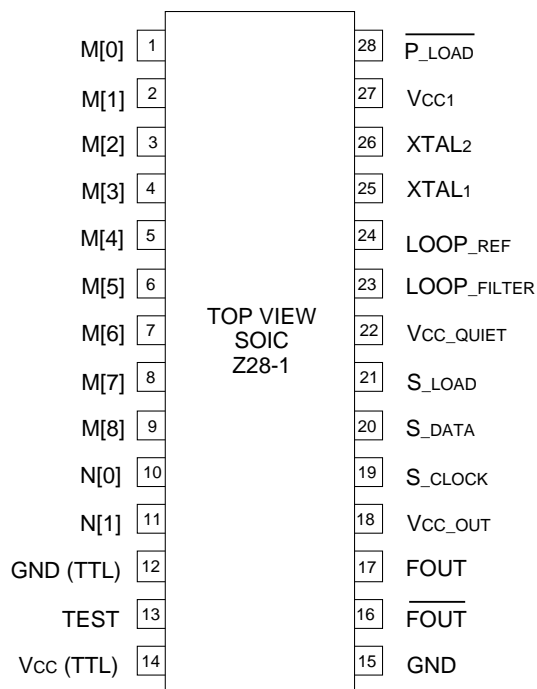 M[0] 1 28 P_LOAD
M[1] 2 27 VCC1
M[2] 3 26 XTAL2
M[3] 4 25 XTAL1
M[4] 5 24 LOOP_REF
M[5] 6 23 LOOP_FILTER
M[6] 7 22 VCC_QUIET
TOP VIEW
SOIC
Z28-1
M[7] 8 21 S_LOAD
M[8] 9 20 S_DATA
N[0] 10 19 S_CLOCK
N[1] 11 18 VCC_OUT
GND (TTL) 12 17 FOUT
TEST 13 16 FOUT
VCC (TTL) 14 15 GND